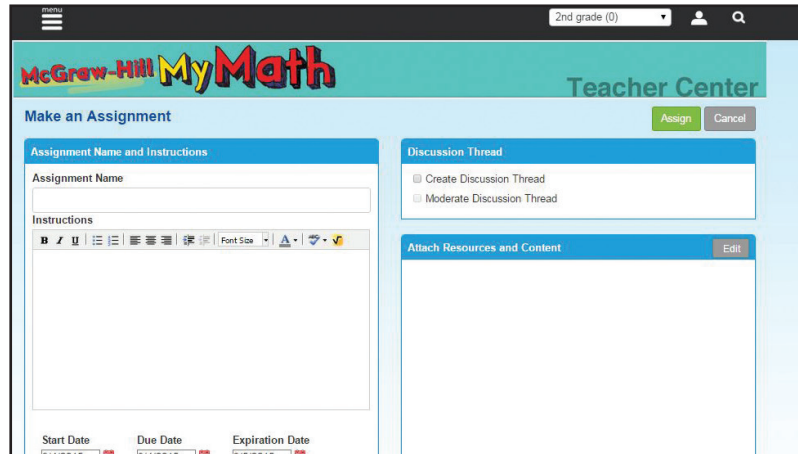 menu
2nd grade (0)
McGraw-Hill My Math
Teacher Center
Make an Assignment
Assign
Cancel
Assignment Name and Instructions
Assignment Name
Instructions
B I U
Font Size
A
Discussion Thread
Create Discussion Thread
Moderate Discussion Thread
Attach Resources and Content
Edit
Start Date
Due Date
Expiration Date